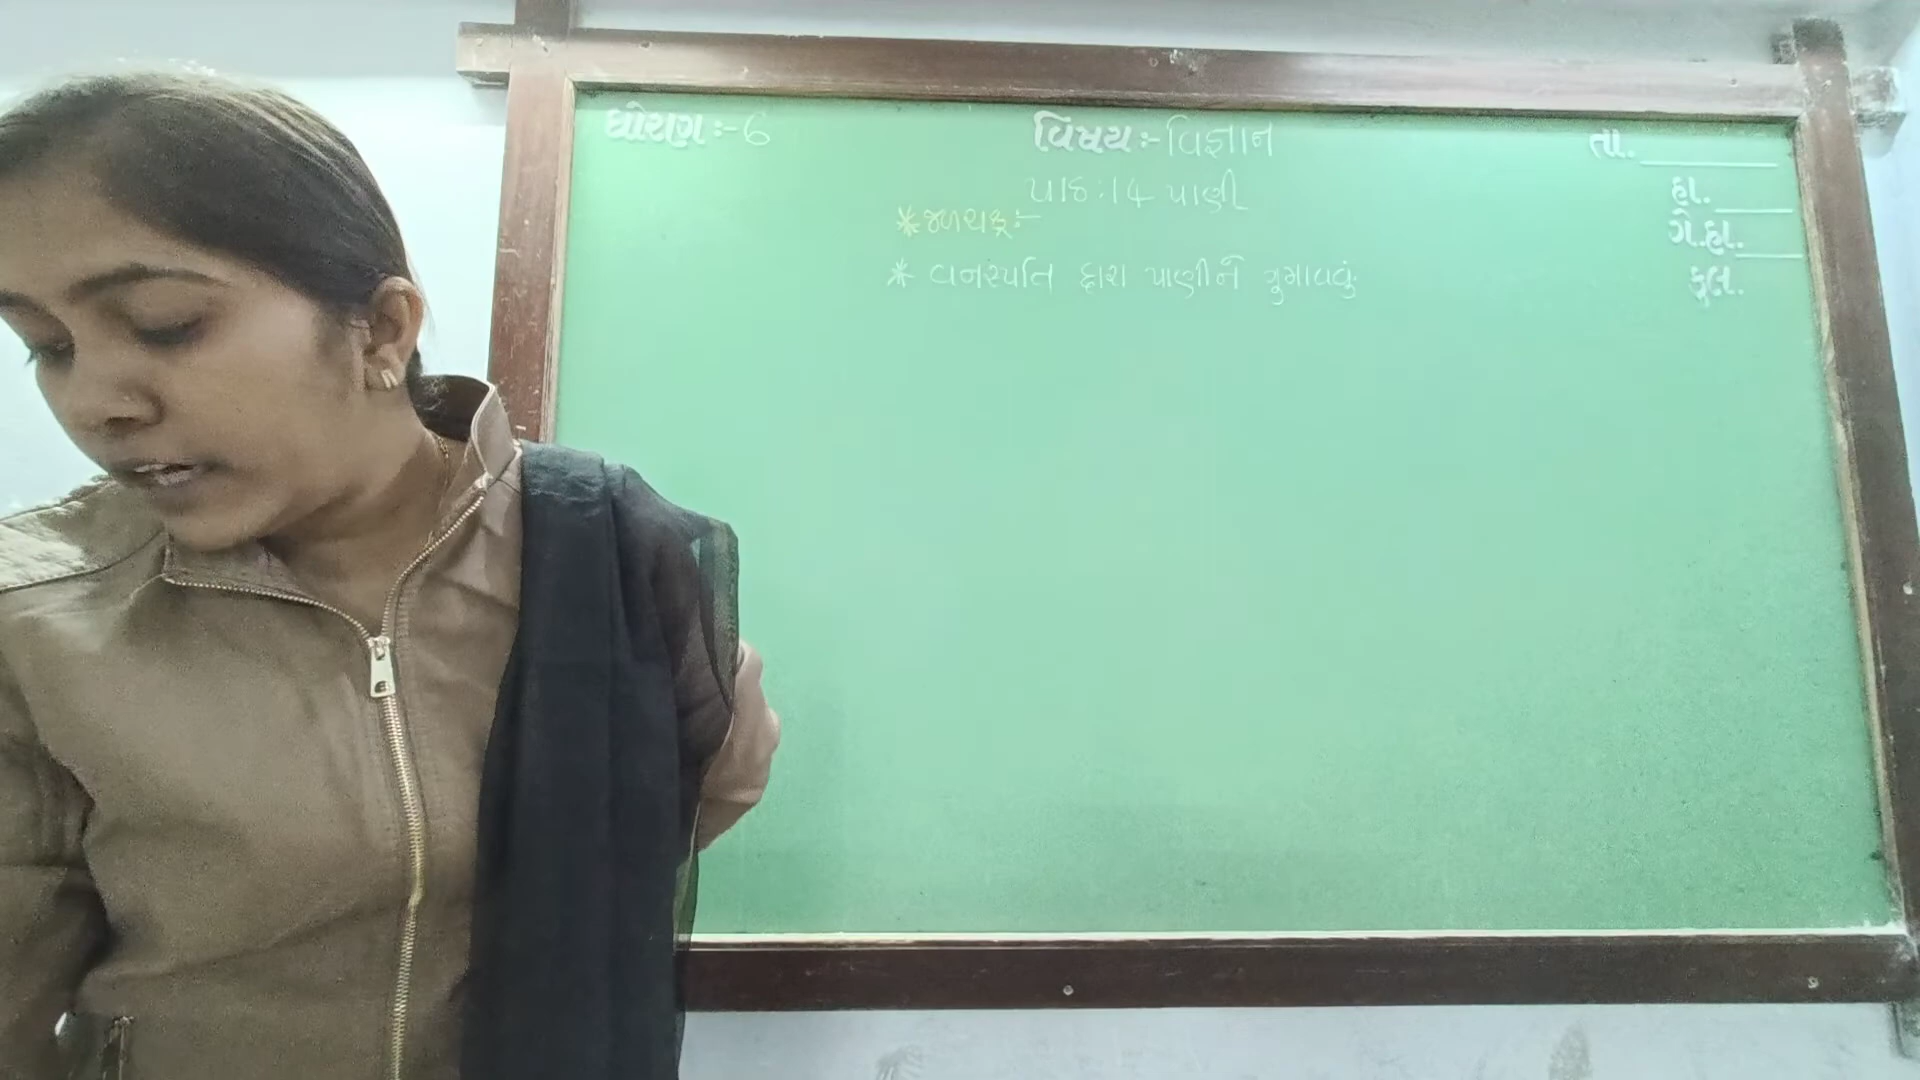 ધોરણ :- 6
વિષય :- વિજ્ઞાન
તા.
પાઠ : 14 પાણી
હા.
* જળચક્ર :-
ગે.હા.
* વનસ્પતિ દ્વારા પાણીને ગુમાવવું
કુલ.